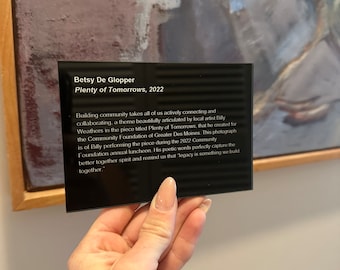 Betsy De Glopper
Plenty of Tomorrows, 2022
Building community takes all of us actively connecting and
collaborating, a theme beautifully articulated by local artist Billy
Weathers in the piece titled Plenty of Tomorrows, that he created for
the Community Foundation of Greater Des Moines. This photograph
is of Billy performing the piece during the 2022 Community
Foundation annual luncheon. His poetic words perfectly capture the
better together spirit and remind us that "legacy is something we build
together."